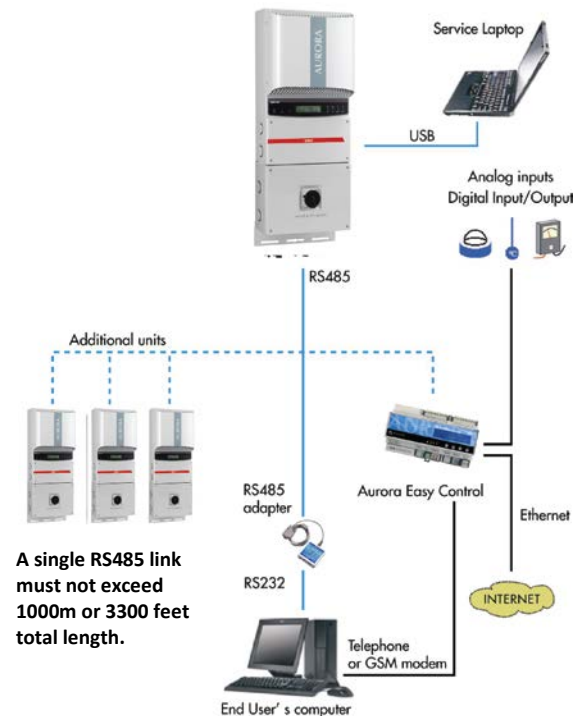 AURORA
Service Laptop
USB
Analog inputs
Digital Input/Output
°C
RS485
Additional units
RS485
adapter
Aurora Easy Control
Ethernet
A single RS485 link
must not exceed
1000m or 3300 feet
total length.
RS232
INTERNET
Telephone
or GSM modem
End User' s computer